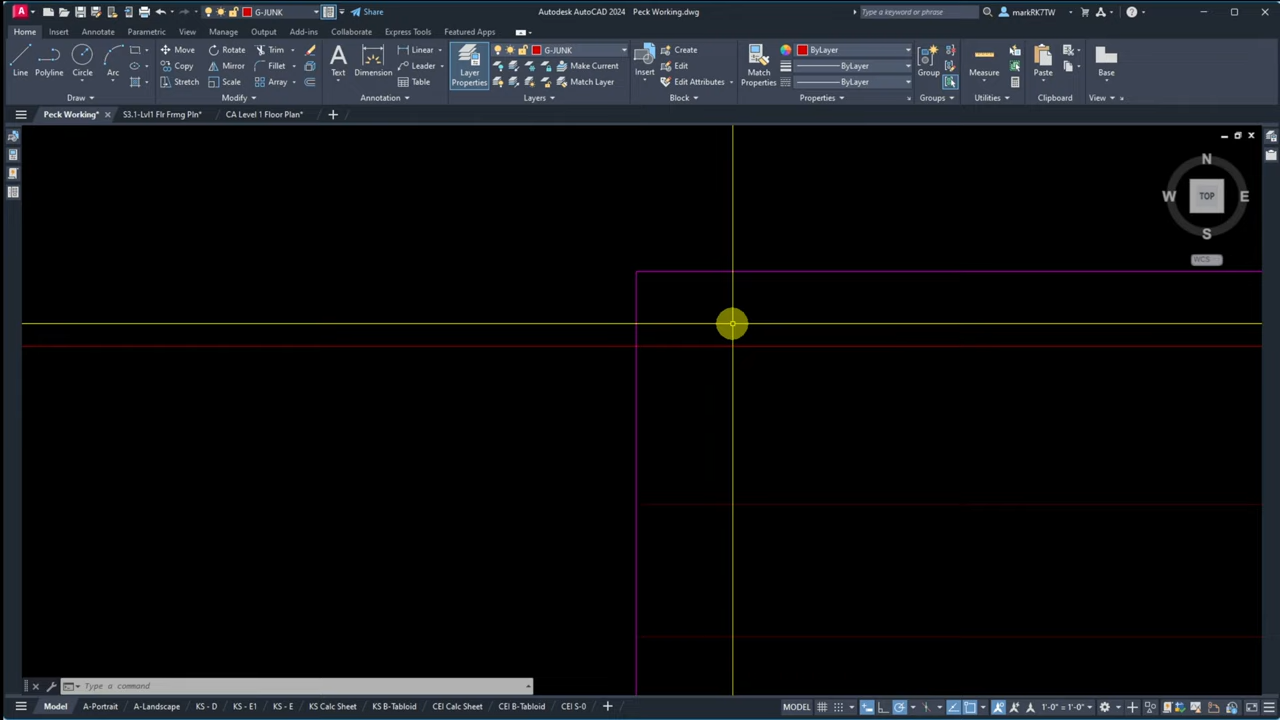 A G-JUNK Share Autodesk AutoCAD 2024 Peck Working.dwg Type a keyword or phrase markRK7TW
Home Insert Annotate Parametric View Manage Output Add-ins Collaborate Express Tools Featured Apps
Move Rotate Trim Linear G-JUNK Create ByLayer
Copy Mirror Fillet Leader Make Current Edit ByLayer
Line Polyline Circle Arc Text Dimension Layer Properties Insert Match Properties Group Measure Paste Base
Stretch Scale Array Table Match Layer Edit Attributes ByLayer
Draw Modify Annotation Layers Block Properties Groups Utilities Clipboard View
Peck Working* S3.1-Lvl1 Flr Frmg Pln* CA Level 1 Floor Plan*
N
W TOP E
S
WCS
Type a command
Model A-Portrait A-Landscape KS - D KS - E1 KS - E KS Calc Sheet KS B-Tabloid CEI Calc Sheet CEI B-Tabloid CEI S-0 MODEL 1'-0" = 1'-0"